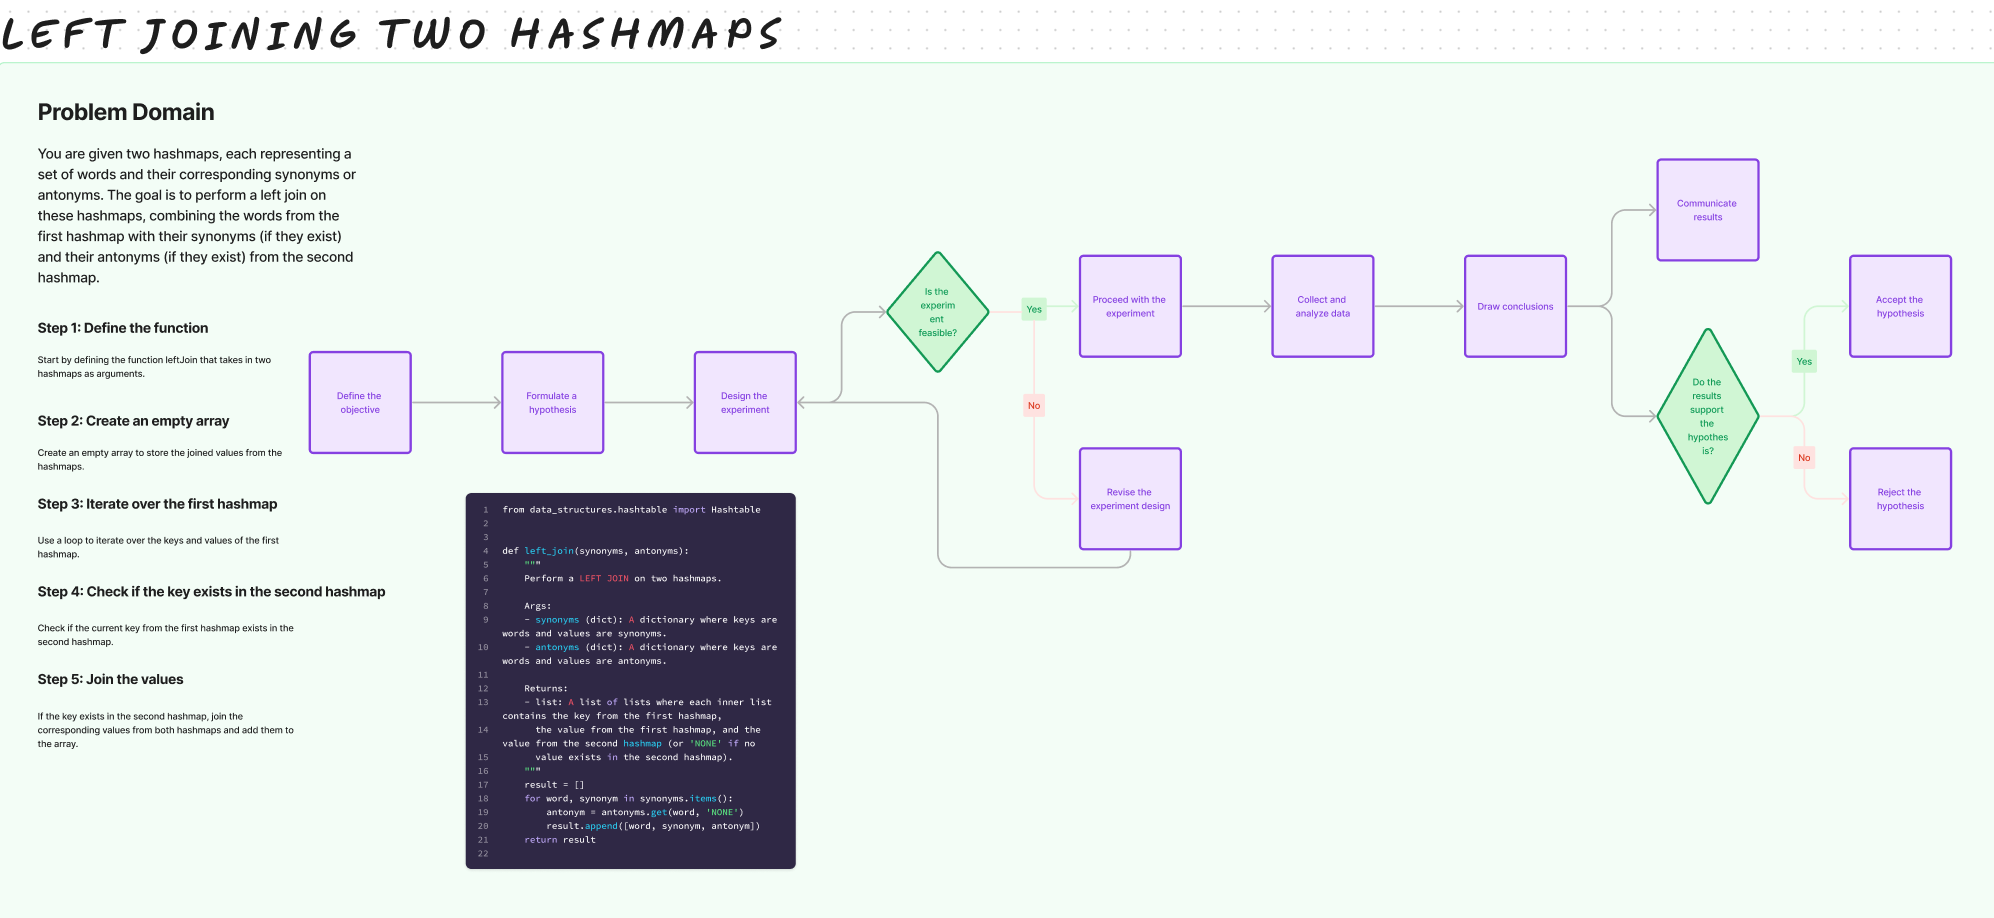 LEFT JOINING TWO HASHMAPS
Problem Domain
You are given two hashmaps, each representing a
set of words and their corresponding synonyms or
antonyms. The goal is to perform a left join on
these hashmaps, combining the words from the
first hashmap with their synonyms (if they exist)
and their antonyms (if they exist) from the second
hashmap.
Step 1: Define the function
Start by defining the function leftJoin that takes in two
hashmaps as arguments.
Step 2: Create an empty array
Create an empty array to store the joined values from the
hashmaps.
Step 3: Iterate over the first hashmap
Use a loop to iterate over the keys and values of the first
hashmap.
Step 4: Check if the key exists in the second hashmap
Check if the current key from the first hashmap exists in the
second hashmap.
Step 5: Join the values
If the key exists in the second hashmap, join the
corresponding values from both hashmaps and add them to
the array.
Define the
objective
Formulate a
hypothesis
Design the
experiment
Is the
experim
ent
feasible?
Yes
No
Proceed with the
experiment
Revise the
experiment design
Collect and
analyze data
Draw conclusions
Communicate
results
Do the
results
support
the
hypothes
is?
Yes
No
Accept the
hypothesis
Reject the
hypothesis
1 from data_structures.hashtable import Hashtable
2
3
4 def left_join(synonyms, antonyms):
5 """
6 Perform a LEFT JOIN on two hashmaps.
7
8 Args:
9 - synonyms (dict): A dictionary where keys are
words and values are synonyms.
10 - antonyms (dict): A dictionary where keys are
words and values are antonyms.
11
12 Returns:
13 - list: A list of lists where each inner list
contains the key from the first hashmap,
14 the value from the first hashmap, and the
value from the second hashmap (or 'NONE' if no
15 value exists in the second hashmap).
16 """
17 result = []
18 for word, synonym in synonyms.items():
19 antonym = antonyms.get(word, 'NONE')
20 result.append([word, synonym, antonym])
21 return result
22